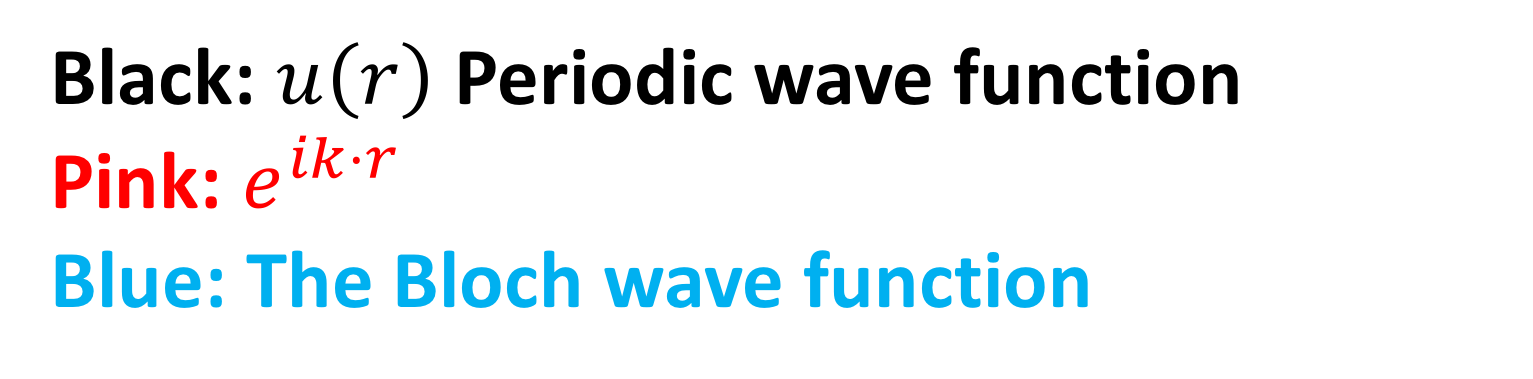 Black: u(r) Periodic wave function
Pink: e^{ik·r}
Blue: The Bloch wave function